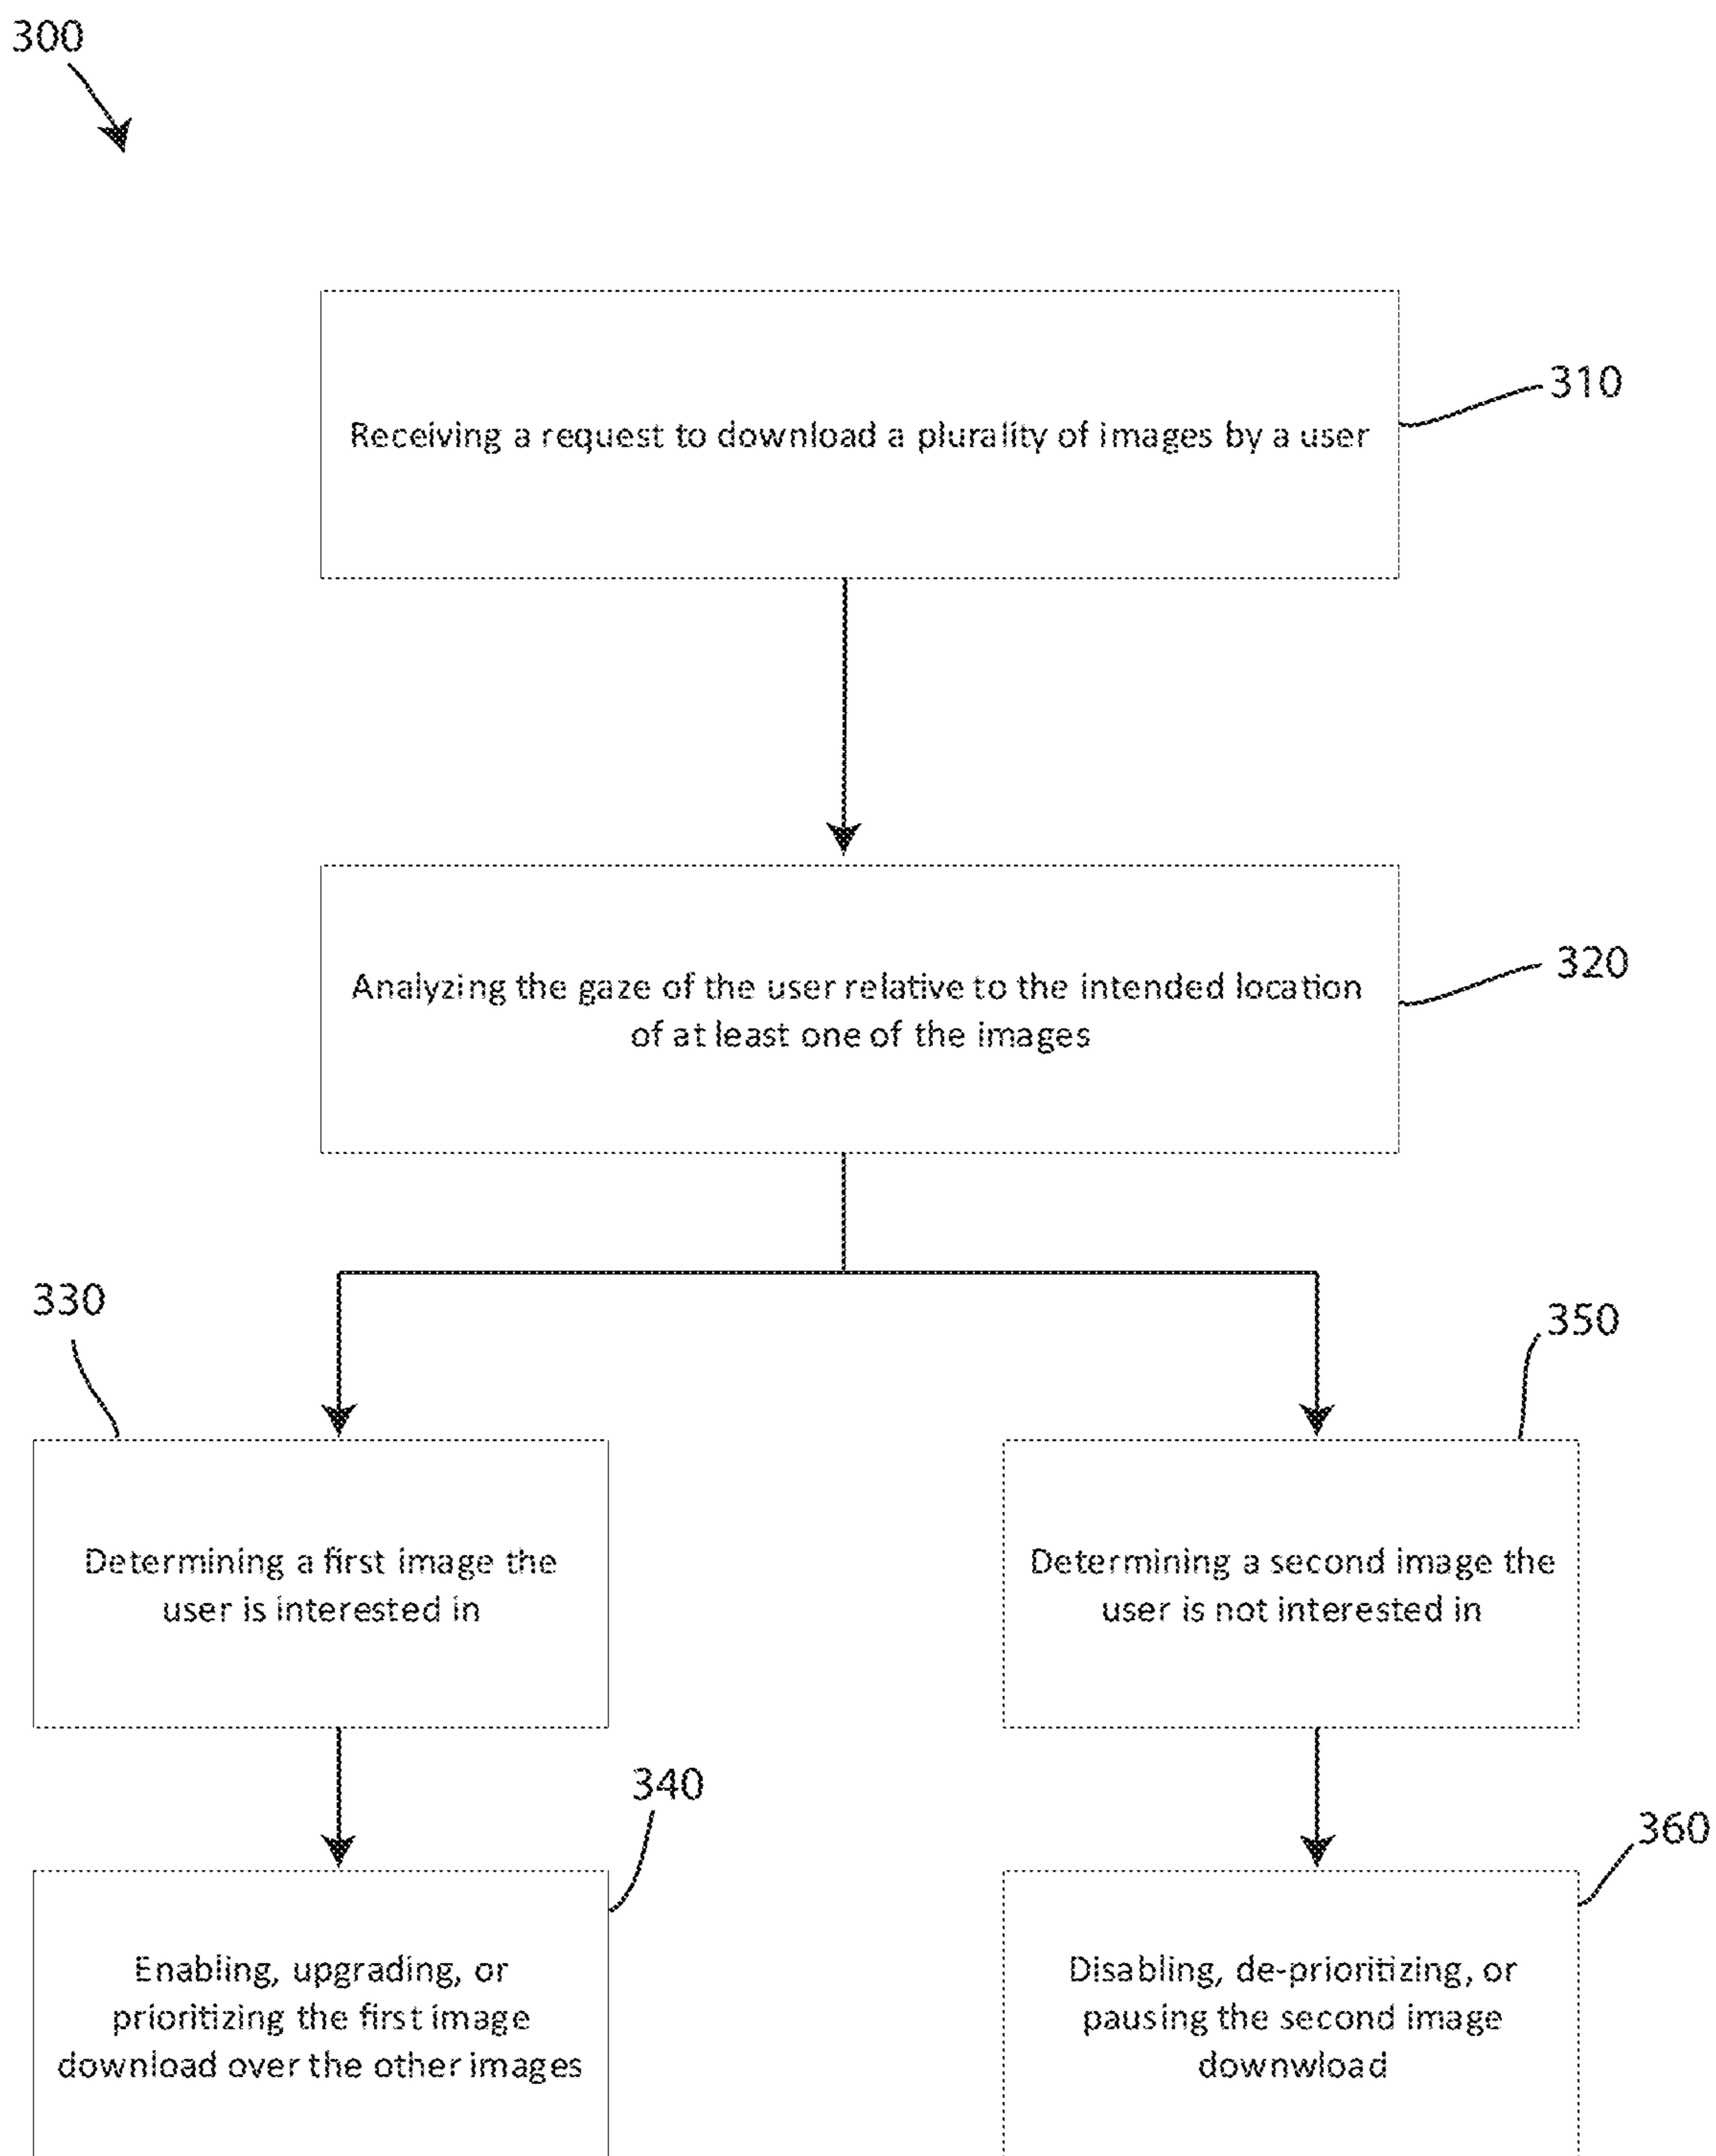 300
Receiving a request to download a plurality of images by a user
310
Analyzing the gaze of the user relative to the intended location
of at least one of the images
320
330
Determining a first image the
user is interested in
350
Determining a second image the
user is not interested in
340
Enabling, upgrading, or
prioritizing the first image
download over the other images
360
Disabling, de-prioritizing, or
pausing the second image
downwload